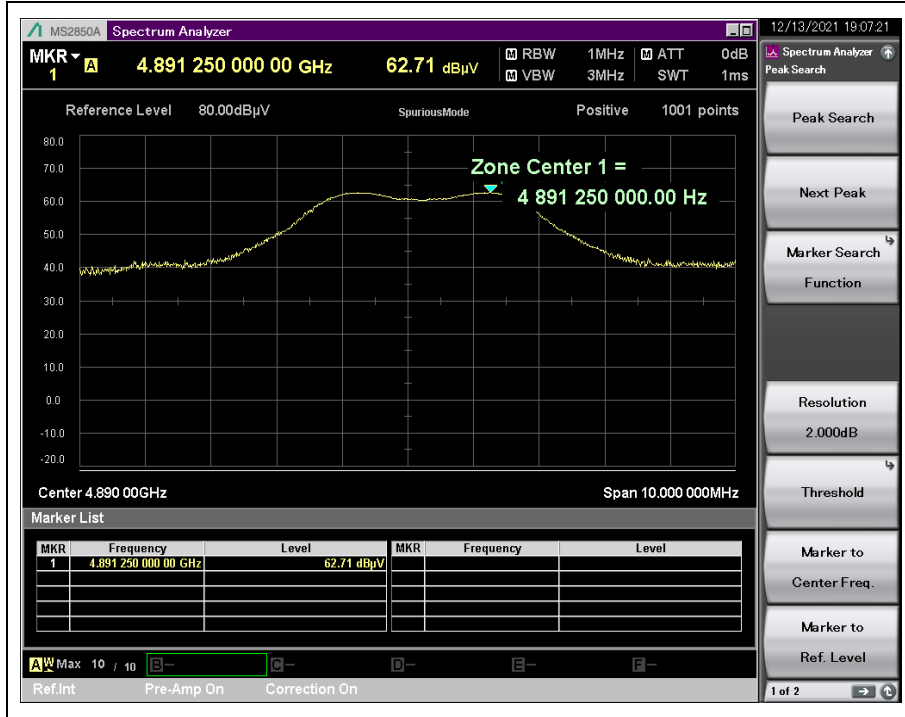 MS2850A Spectrum Analyzer
12/13/2021 19:07:21
MKR A 4.891 250 000 00 GHz 62.71 dBµV M RBW 1MHz M ATT 0dB
1 M VBW 3MHz SWT 1ms
Spectrum Analyzer
Peak Search
Reference Level 80.00dBµV SpuriousMode Positive 1001 points
80.0
70.0
60.0
50.0
40.0
30.0
20.0
10.0
0.0
-10.0
-20.0
Zone Center 1 =
4 891 250 000.00 Hz
Center 4.890 00GHz Span 10.000 000MHz
Marker List
MKR Frequency Level MKR Frequency Level
1 4.891 250 000 00 GHz 62.71 dBµV
A W Max 10 / 10 B– C– D– E– F–
Ref.Int Pre-Amp On Correction On
Peak Search
Next Peak
Marker Search
Function
Resolution
2.000dB
Threshold
Marker to
Center Freq.
Marker to
Ref. Level
1 of 2